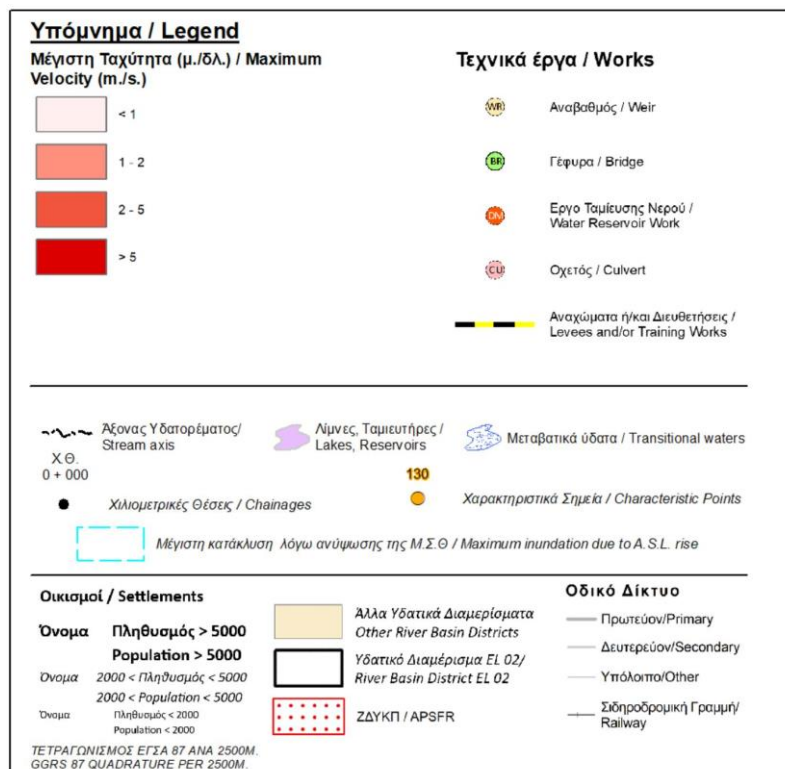 Υπόμνημα / Legend
Μέγιστη Ταχύτητα (μ./δλ.) / Maximum
Velocity (m./s.)
< 1
1 - 2
2 - 5
> 5
Τεχνικά έργα / Works
WR
Αναβαθμός / Weir
BR
Γέφυρα / Bridge
DM
Εργο Ταμίευσης Νερού /
Water Reservoir Work
CU
Οχετός / Culvert
Αναχώματα ή/και Διευθετήσεις /
Levees and/or Training Works
Άξονας Υδατορέματος/
Stream axis
Λίμνες, Ταμιευτήρες /
Lakes, Reservoirs
Μεταβατικά ύδατα / Transitional waters
Χ.Θ.
0 + 000
Χιλιομετρικές Θέσεις / Chainages
130
Χαρακτηριστικά Σημεία / Characteristic Points
Μέγιστη κατάκλυση λόγω ανύψωσης της Μ.Σ.Θ / Maximum inundation due to A.S.L. rise
Οικισμοί / Settlements
Όνομα Πληθυσμός > 5000
Population > 5000
Όνομα 2000 < Πληθυσμός < 5000
2000 < Population < 5000
Όνομα Πληθυσμός < 2000
Population < 2000
Άλλα Υδατικά Διαμερίσματα
Other River Basin Districts
Υδατικό Διαμέρισμα EL 02/
River Basin District EL 02
ΖΔΥΚΠ / APSFR
Οδικό Δίκτυο
Πρωτεύον/Primary
Δευτερεύον/Secondary
Υπόλοιπο/Other
Σιδηροδρομική Γραμμή/
Railway
ΤΕΤΡΑΓΩΝΙΣΜΟΣ ΕΓΣΑ 87 ΑΝΑ 2500Μ.
GGRS 87 QUADRATURE PER 2500M.